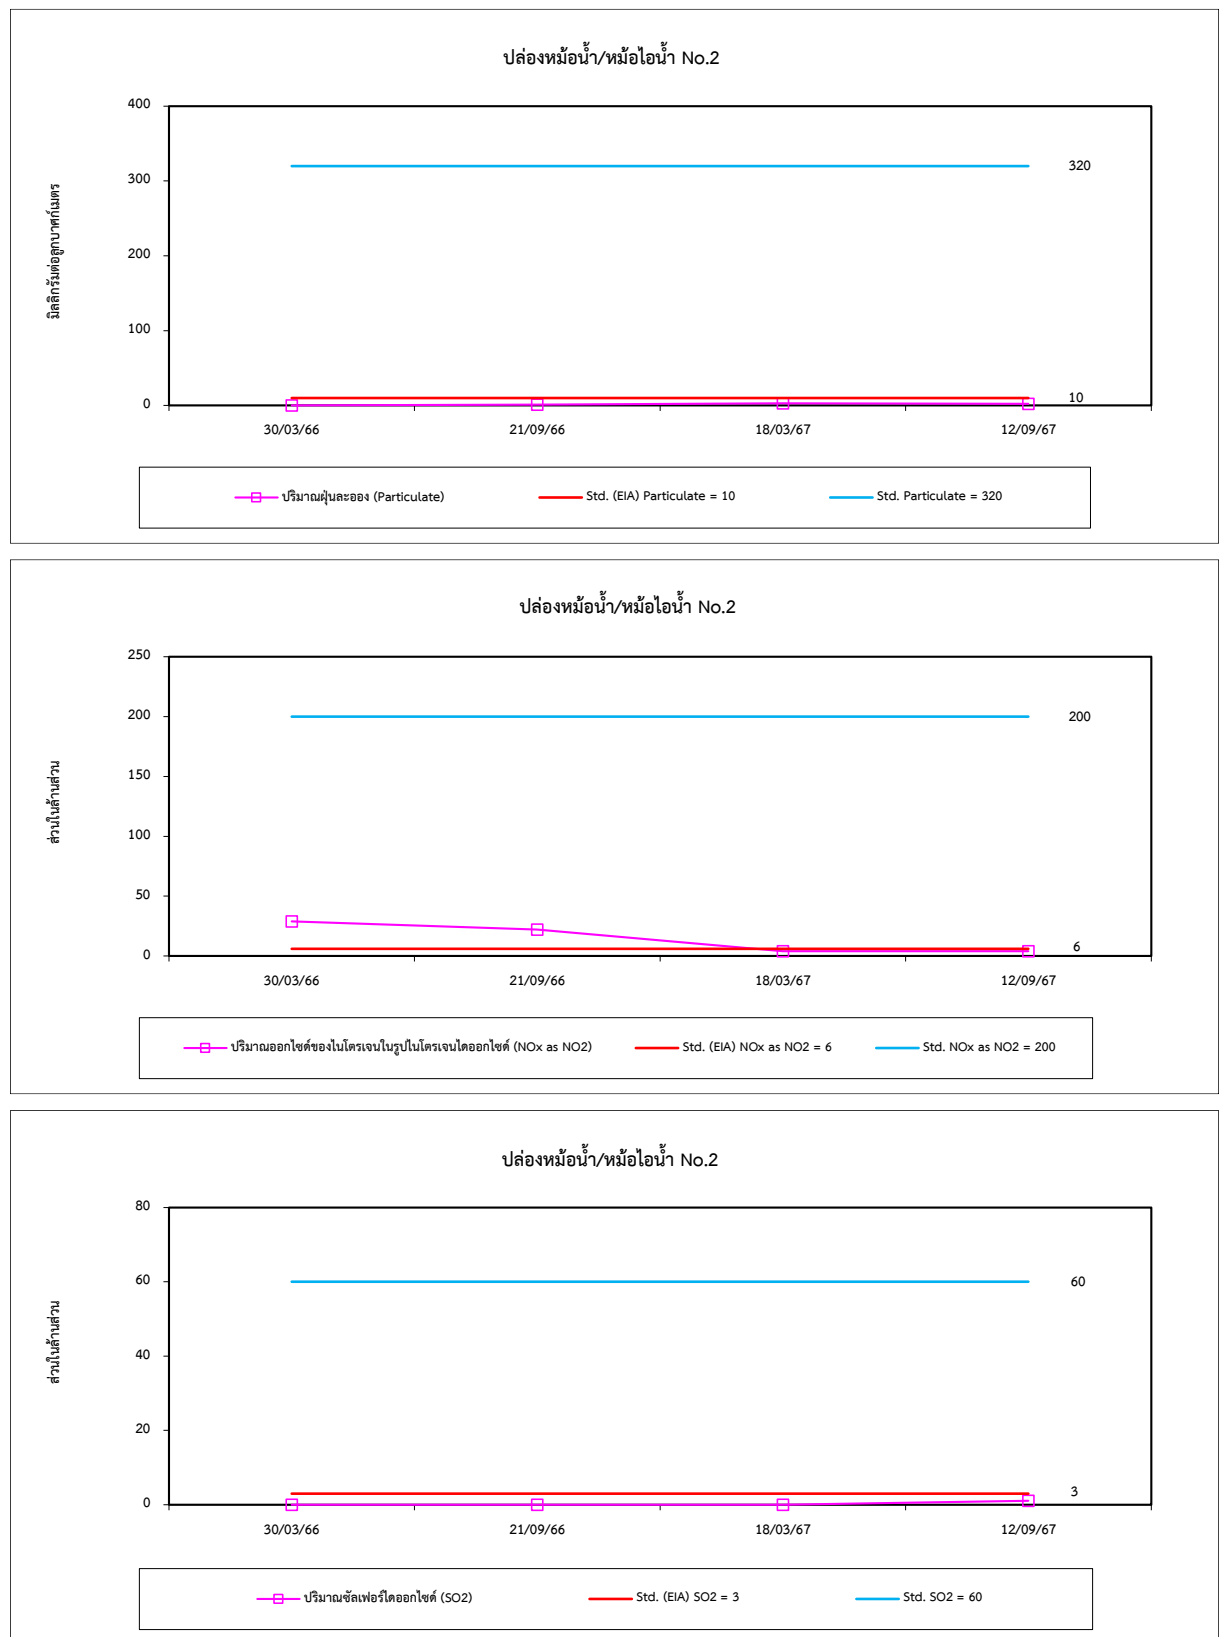 ปล่องหม้อน้ำ/หม้อไอน้ำ No.2
มิลลิกรัมต่อลูกบาศก์เมตร
400
300
200
100
0
320
10
30/03/66 21/09/66 18/03/67 12/09/67
ปริมาณฝุ่นละออง (Particulate) Std. (EIA) Particulate = 10 Std. Particulate = 320
ปล่องหม้อน้ำ/หม้อไอน้ำ No.2
ส่วนในล้านส่วน
250
200
150
100
50
0
200
6
30/03/66 21/09/66 18/03/67 12/09/67
ปริมาณออกไซด์ของไนโตรเจนในรูปไนโตรเจนไดออกไซด์ (NOx as NO2) Std. (EIA) NOx as NO2 = 6 Std. NOx as NO2 = 200
ปล่องหม้อน้ำ/หม้อไอน้ำ No.2
ส่วนในล้านส่วน
80
60
40
20
0
60
3
30/03/66 21/09/66 18/03/67 12/09/67
ปริมาณซัลเฟอร์ไดออกไซด์ (SO2) Std. (EIA) SO2 = 3 Std. SO2 = 60